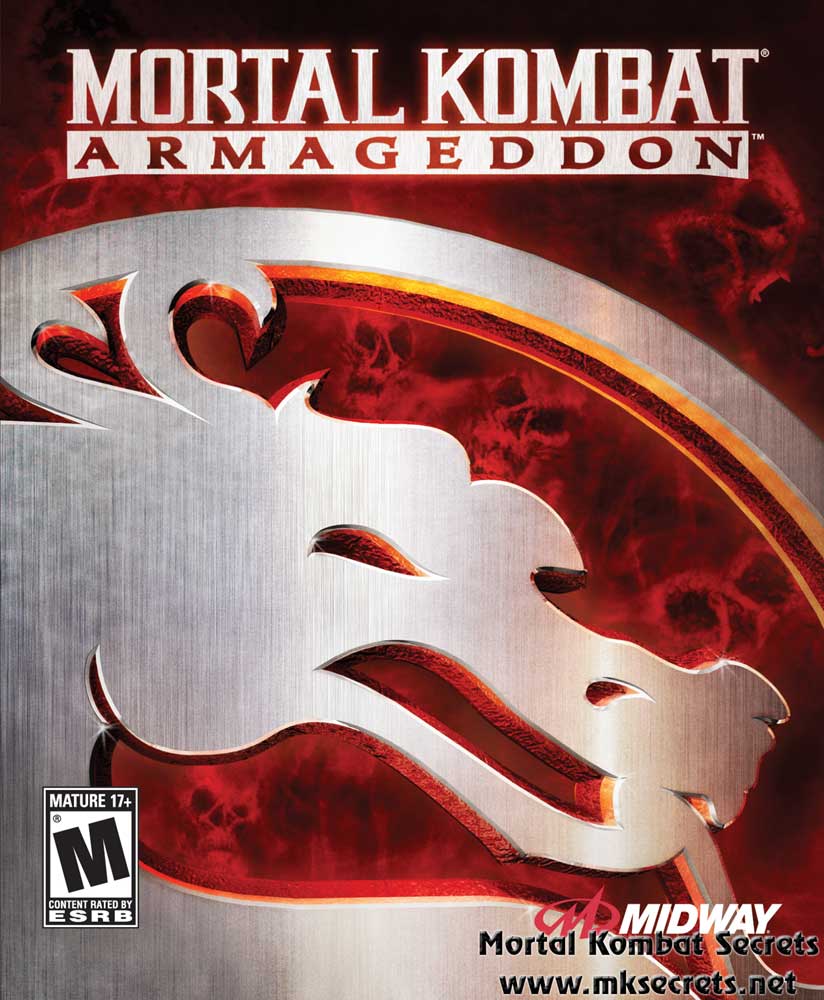 MORTAL KOMBAT®
ARMAGEDDON™
MATURE 17+
M
®
CONTENT RATED BY
ESRB
MIDWAY
Mortal Kombat Secrets
www.mksecrets.net